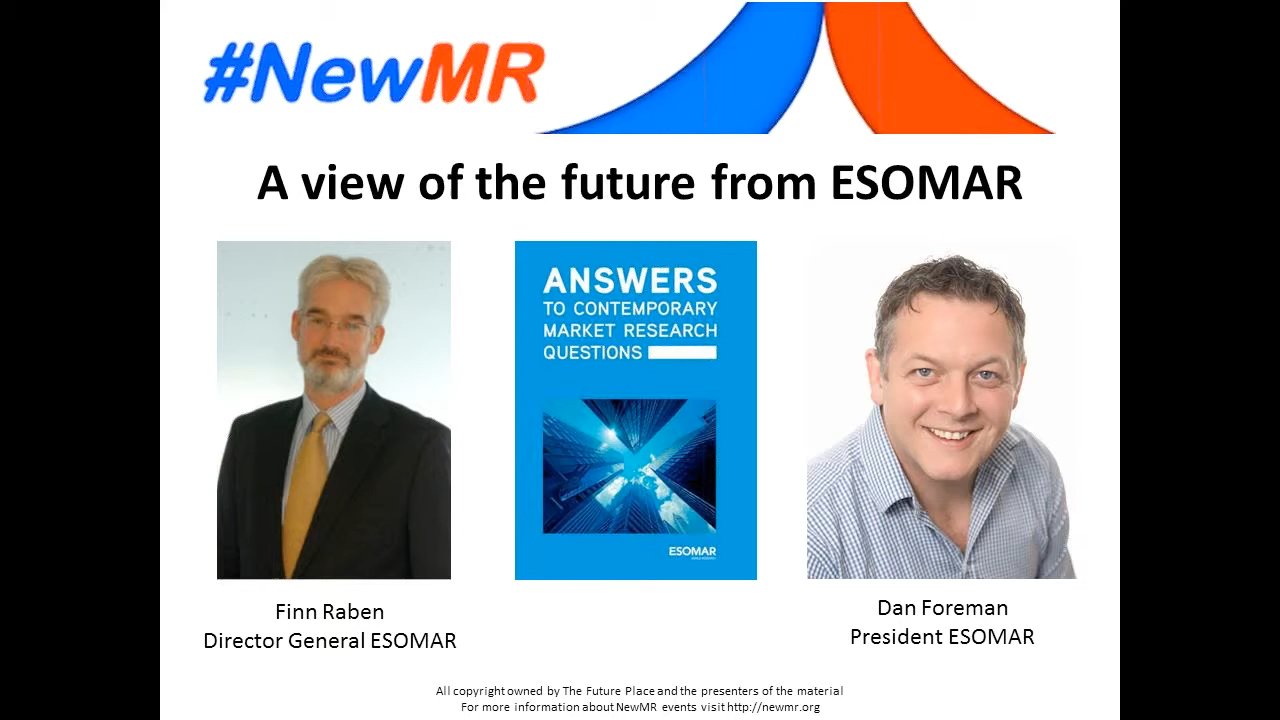 #NewMR
A view of the future from ESOMAR
ANSWERS
TO CONTEMPORARY
MARKET RESEARCH
QUESTIONS
ESOMAR
Finn Raben
Director General ESOMAR
Dan Foreman
President ESOMAR
All copyright owned by The Future Place and the presenters of the material
For more information about NewMR events visit http://newmr.org